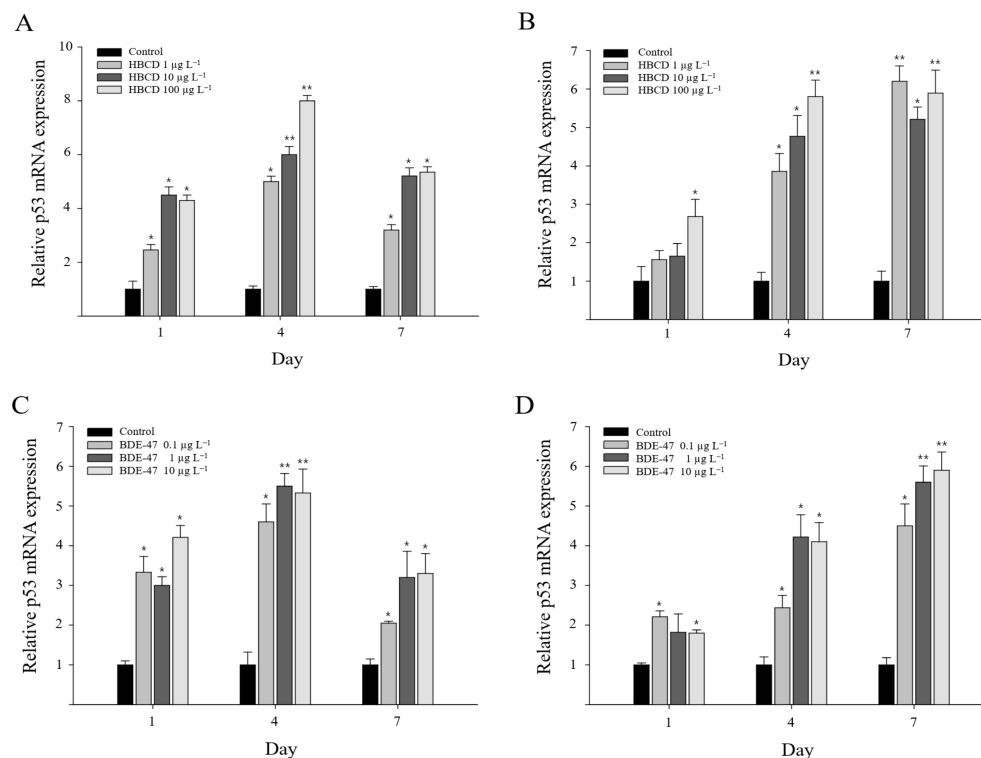 A
Relative p53 mRNA expression
10
8
6
4
2
Control
HBCD 1 µg L⁻¹
HBCD 10 µg L⁻¹
HBCD 100 µg L⁻¹
* * *
* ** **
* * *
1 4 7
Day
B
Relative p53 mRNA expression
7
6
5
4
3
2
1
0
Control
HBCD 1 µg L⁻¹
HBCD 10 µg L⁻¹
HBCD 100 µg L⁻¹
*
* * **
** * **
1 4 7
Day
C
Relative p53 mRNA expression
7
6
5
4
3
2
1
Control
BDE-47 0.1 µg L⁻¹
BDE-47 1 µg L⁻¹
BDE-47 10 µg L⁻¹
* * *
* ** **
* * *
1 4 7
Day
D
Relative p53 mRNA expression
7
6
5
4
3
2
1
Control
BDE-47 0.1 µg L⁻¹
BDE-47 1 µg L⁻¹
BDE-47 10 µg L⁻¹
* *
* * *
* ** **
1 4 7
Day